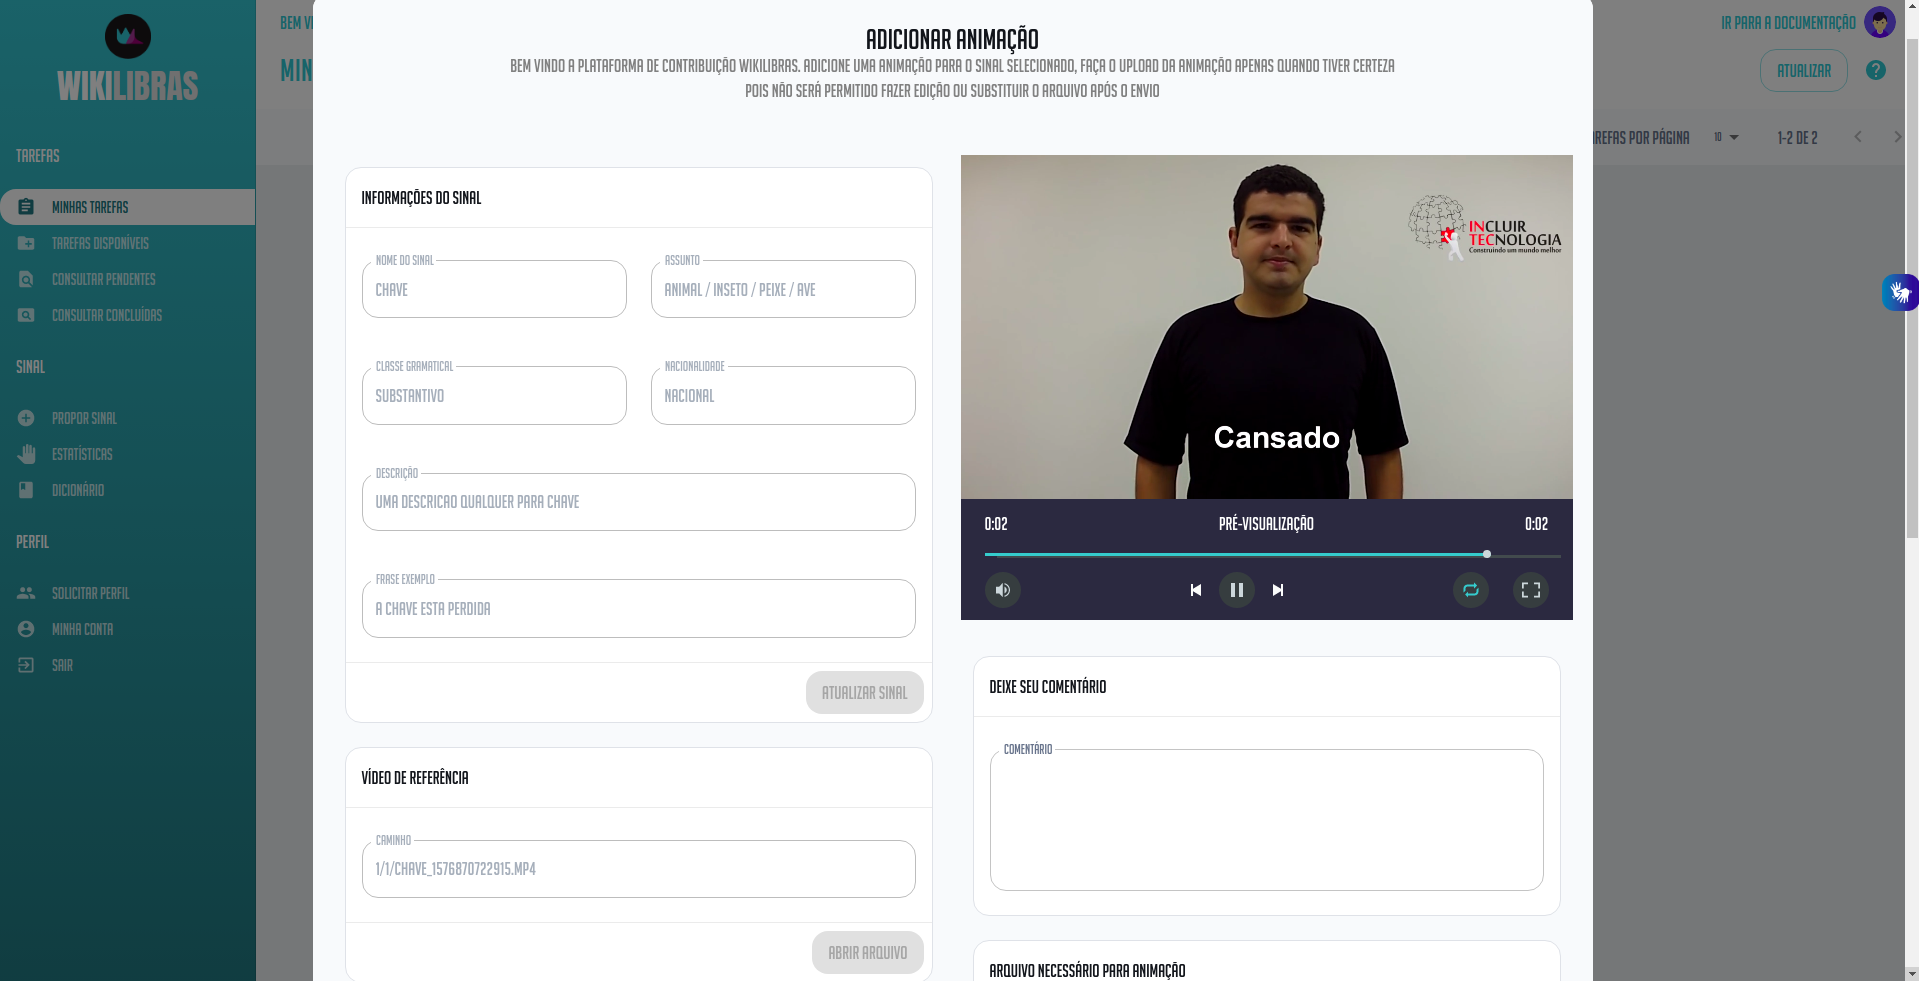 WIKILIBRAS
TAREFAS
MINHAS TAREFAS
TAREFAS DISPONÍVEIS
CONSULTAR PENDENTES
CONSULTAR CONCLUÍDAS
SINAL
PROPOR SINAL
ESTATÍSTICAS
DICIONÁRIO
PERFIL
SOLICITAR PERFIL
MINHA CONTA
SAIR
BEM VI
MIN
IR PARA A DOCUMENTAÇÃO
ATUALIZAR
?
REFAS POR PÁGINA 10 1-2 DE 2
ADICIONAR ANIMAÇÃO
BEM VINDO A PLATAFORMA DE CONTRIBUIÇÃO WIKILIBRAS. ADICIONE UMA ANIMAÇÃO PARA O SINAL SELECIONADO, FAÇA O UPLOAD DA ANIMAÇÃO APENAS QUANDO TIVER CERTEZA
POIS NÃO SERÁ PERMITIDO FAZER EDIÇÃO OU SUBSTITUIR O ARQUIVO APÓS O ENVIO
INFORMAÇÕES DO SINAL
NOME DO SINAL
CHAVE
ASSUNTO
ANIMAL / INSETO / PEIXE / AVE
CLASSE GRAMATICAL
SUBSTANTIVO
NACIONALIDADE
NACIONAL
DESCRIÇÃO
UMA DESCRICAO QUALQUER PARA CHAVE
FRASE EXEMPLO
A CHAVE ESTA PERDIDA
ATUALIZAR SINAL
VÍDEO DE REFERÊNCIA
CAMINHO
1/1/CHAVE_1576870722915.MP4
ABRIR ARQUIVO
INCLUIR
TECNOLOGIA
Construindo um mundo melhor
Cansado
0:02 PRÉ-VISUALIZAÇÃO 0:02
DEIXE SEU COMENTÁRIO
COMENTÁRIO
ARQUIVO NECESSÁRIO PARA ANIMAÇÃO